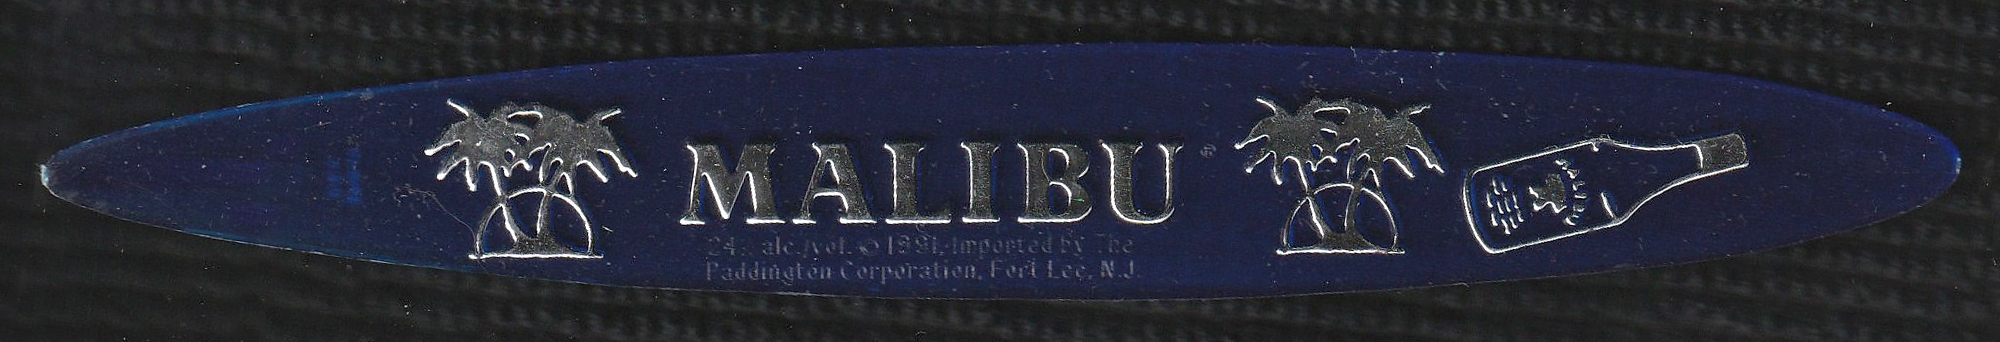 MALIBU®
24% alc./vol. © 1991, Imported by The
Paddington Corporation, Fort Lee, N.J.
MALIBU